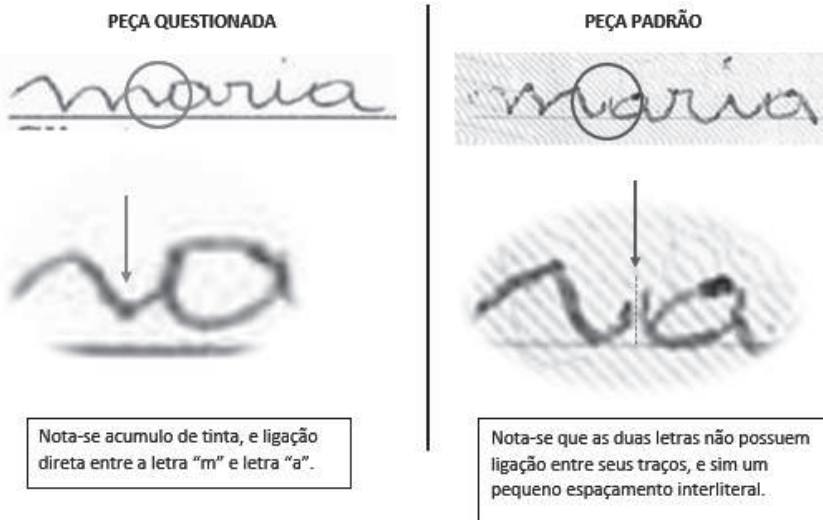 PEÇA QUESTIONADA
maria
Nota-se acumulo de tinta, e ligação
direta entre a letra “m” e letra “a”.
PEÇA PADRÃO
maria
Nota-se que as duas letras não possuem
ligação entre seus traços, e sim um
pequeno espaçamento interliteral.